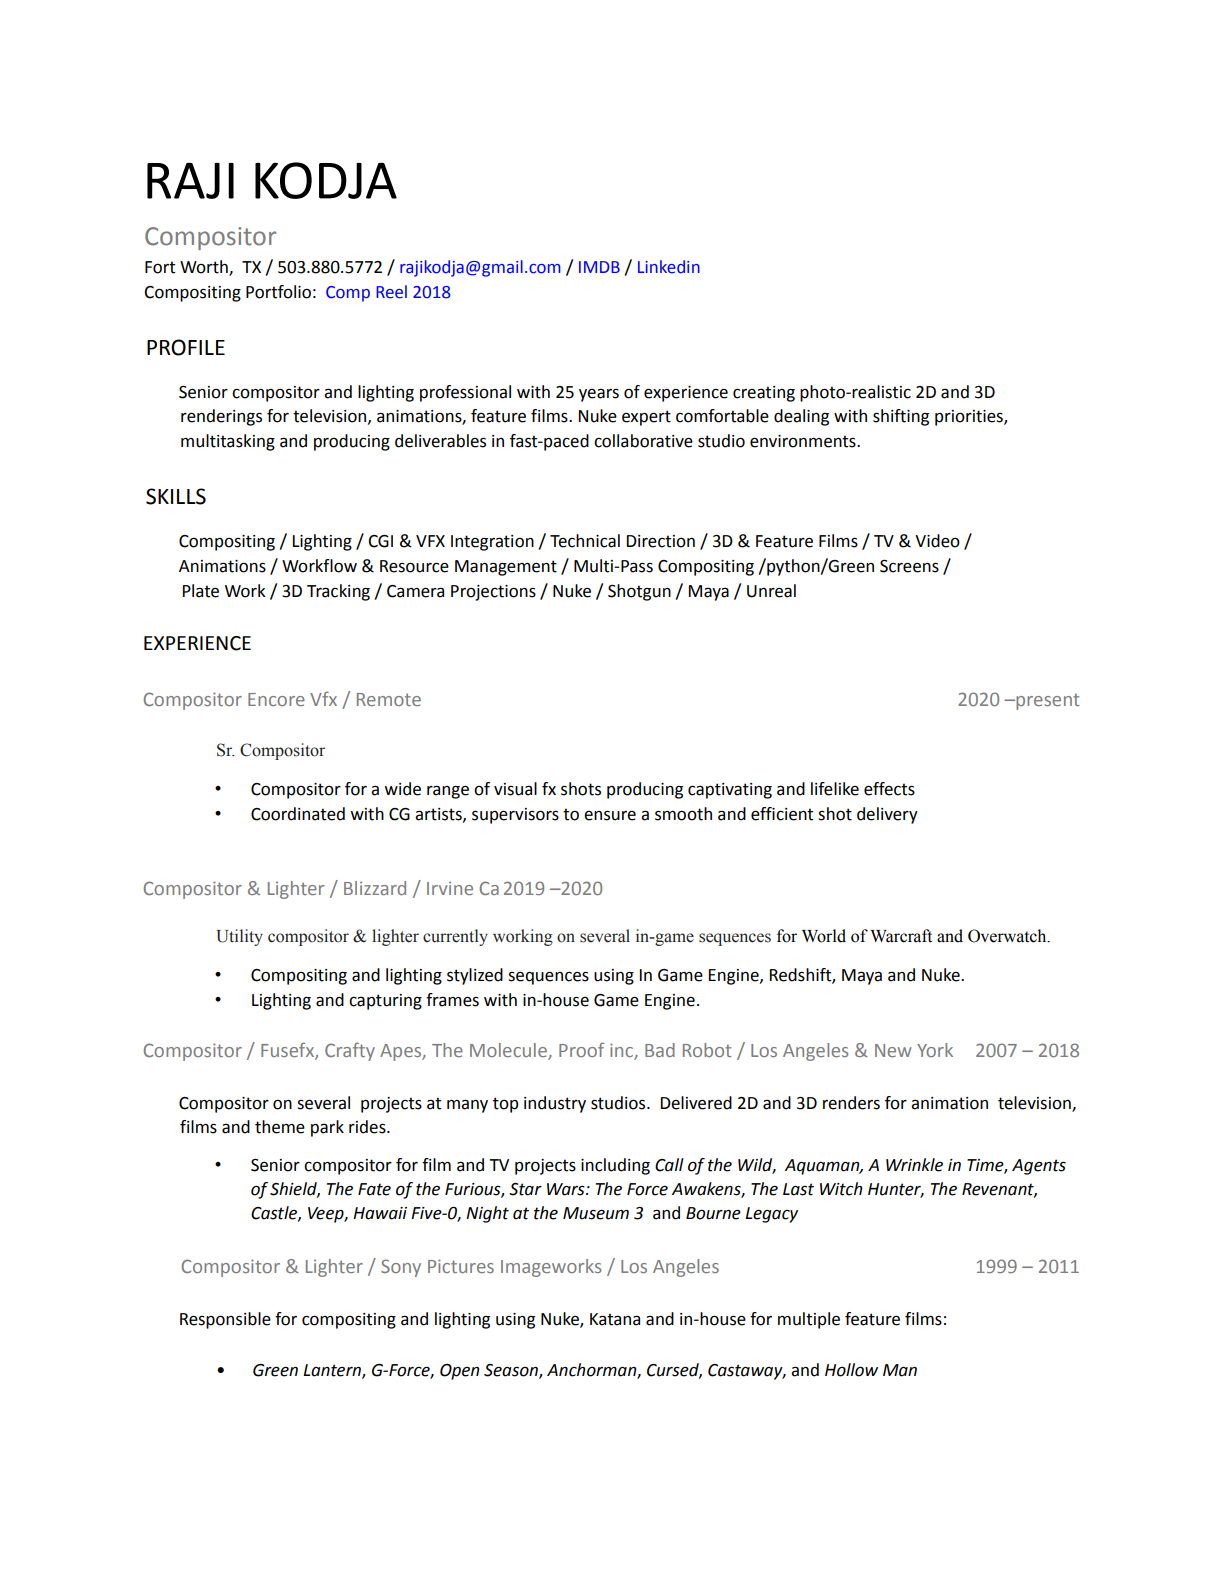 RAJI KODJA
Compositor
Fort Worth,  TX / 503.880.5772 / rajikodja@gmail.com / IMDB / Linkedin
Compositing Portfolio:  Comp Reel 2018
PROFILE
Senior compositor and lighting professional with 25 years of experience creating photo-realistic 2D and 3D
renderings for television, animations, feature films. Nuke expert comfortable dealing with shifting priorities,
multitasking and producing deliverables in fast-paced collaborative studio environments.
SKILLS
Compositing / Lighting / CGI & VFX Integration / Technical Direction / 3D & Feature Films / TV & Video /
Animations / Workflow & Resource Management / Multi-Pass Compositing /python/Green Screens /
Plate Work / 3D Tracking / Camera Projections / Nuke / Shotgun / Maya / Unreal
EXPERIENCE
Compositor Encore Vfx / Remote 2020 –present
Sr. Compositor
• Compositor for a wide range of visual fx shots producing captivating and lifelike effects
• Coordinated with CG artists, supervisors to ensure a smooth and efficient shot delivery
Compositor & Lighter / Blizzard / Irvine Ca 2019 –2020
Utility compositor & lighter currently working on several in-game sequences for World of Warcraft and Overwatch.
• Compositing and lighting stylized sequences using In Game Engine, Redshift, Maya and Nuke.
• Lighting and capturing frames with in-house Game Engine.
Compositor / Fusefx, Crafty Apes, The Molecule, Proof inc, Bad Robot / Los Angeles & New York 2007 – 2018
Compositor on several  projects at many top industry studios.  Delivered 2D and 3D renders for animation  television,
films and theme park rides.
• Senior compositor for film and TV projects including Call of the Wild,  Aquaman, A Wrinkle in Time, Agents
of Shield, The Fate of the Furious, Star Wars: The Force Awakens, The Last Witch Hunter, The Revenant,
Castle, Veep, Hawaii Five-0, Night at the Museum 3  and Bourne Legacy
Compositor & Lighter / Sony Pictures Imageworks / Los Angeles 1999 – 2011
Responsible for compositing and lighting using Nuke, Katana and in-house for multiple feature films:
• Green Lantern, G-Force, Open Season, Anchorman, Cursed, Castaway, and Hollow Man